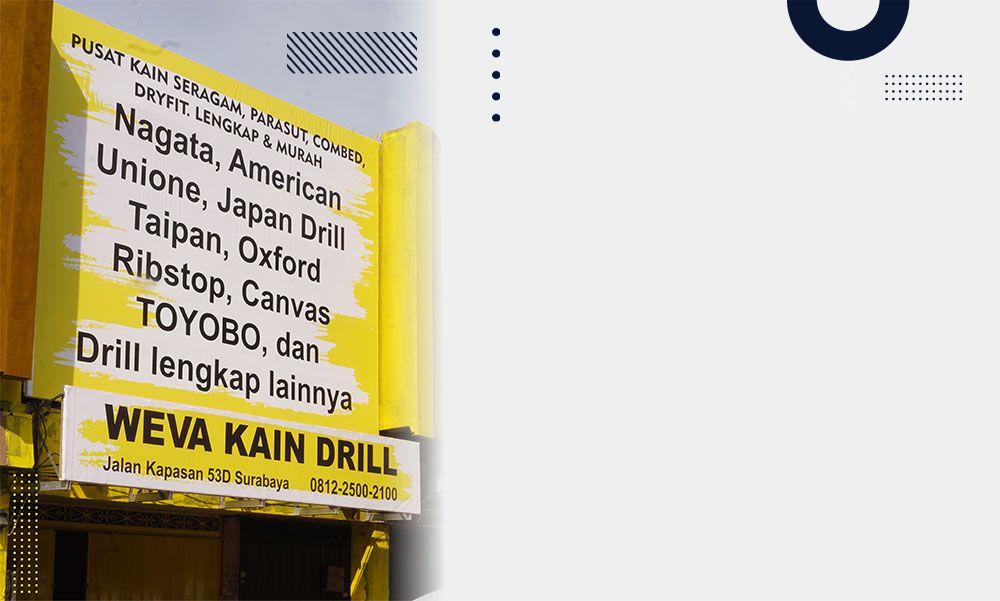 PUSAT KAIN SERAGAM, PARASUT, COMBED,
DRYFIT. LENGKAP & MURAH
Nagata, American
Unione, Japan Drill
Taipan, Oxford
Ribstop, Canvas
TOYOBO, dan
Drill lengkap lainnya
WEVA KAIN DRILL
Jalan Kapasan 53D Surabaya 0812-2500-2100